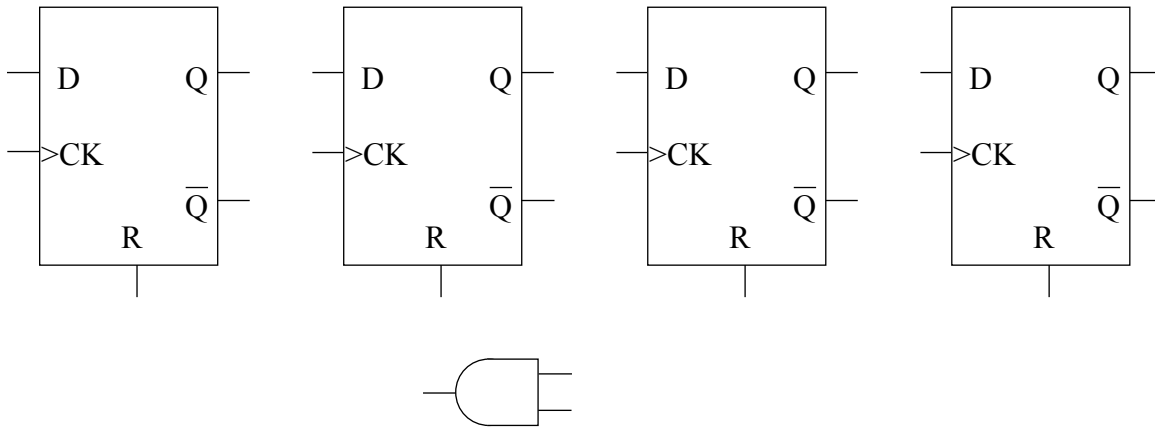 D Q D Q D Q D Q
>CK >CK >CK >CK
Q̅ Q̅ Q̅ Q̅
R R R R